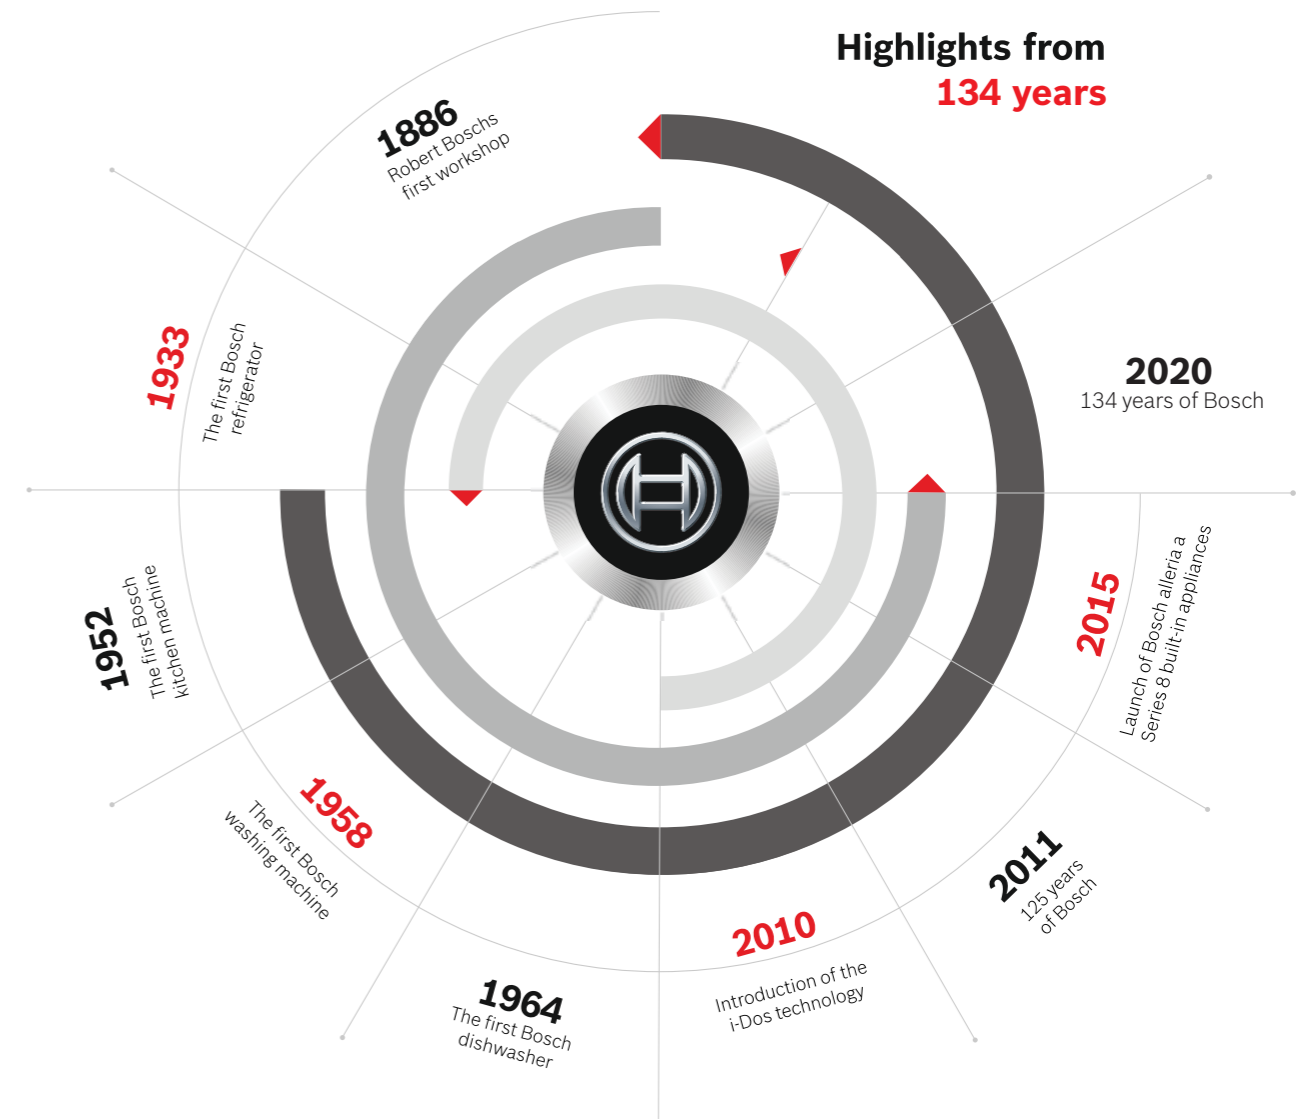 Highlights from
134 years
1886
Robert Boschs
first workshop
1933
The first Bosch
refrigerator
1952
The first Bosch
kitchen machine
1958
The first Bosch
washing machine
1964
The first Bosch
dishwasher
2010
Introduction of the
i-Dos technology
2011
125 years
of Bosch
2015
Launch of Bosch alleria a
Series 8 built-in appliances
2020
134 years of Bosch